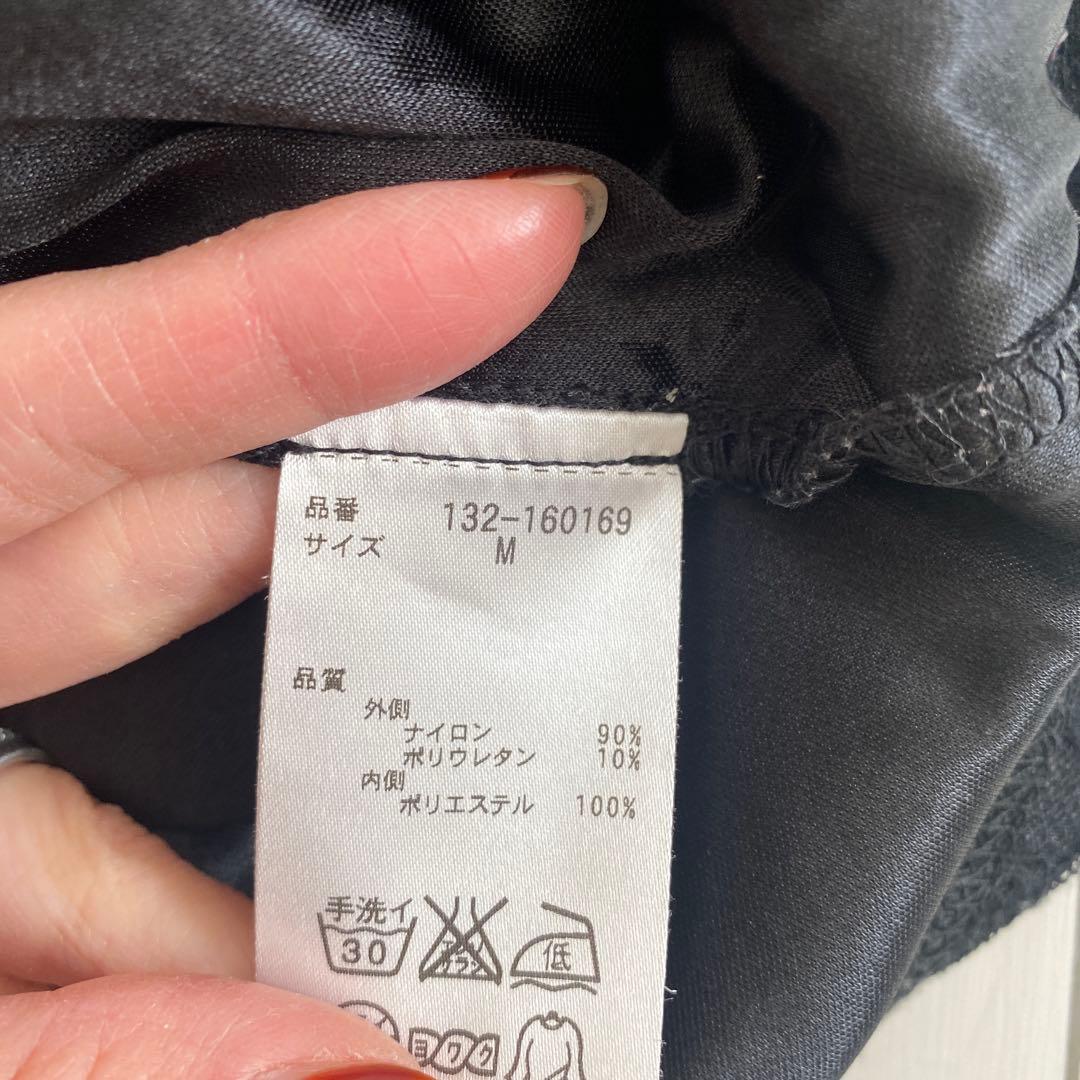 品番 132-160169
サイズ M
品質
外側
ナイロン 90%
ポリウレタン 10%
内側
ポリエステル 100%
手洗イ
30
低